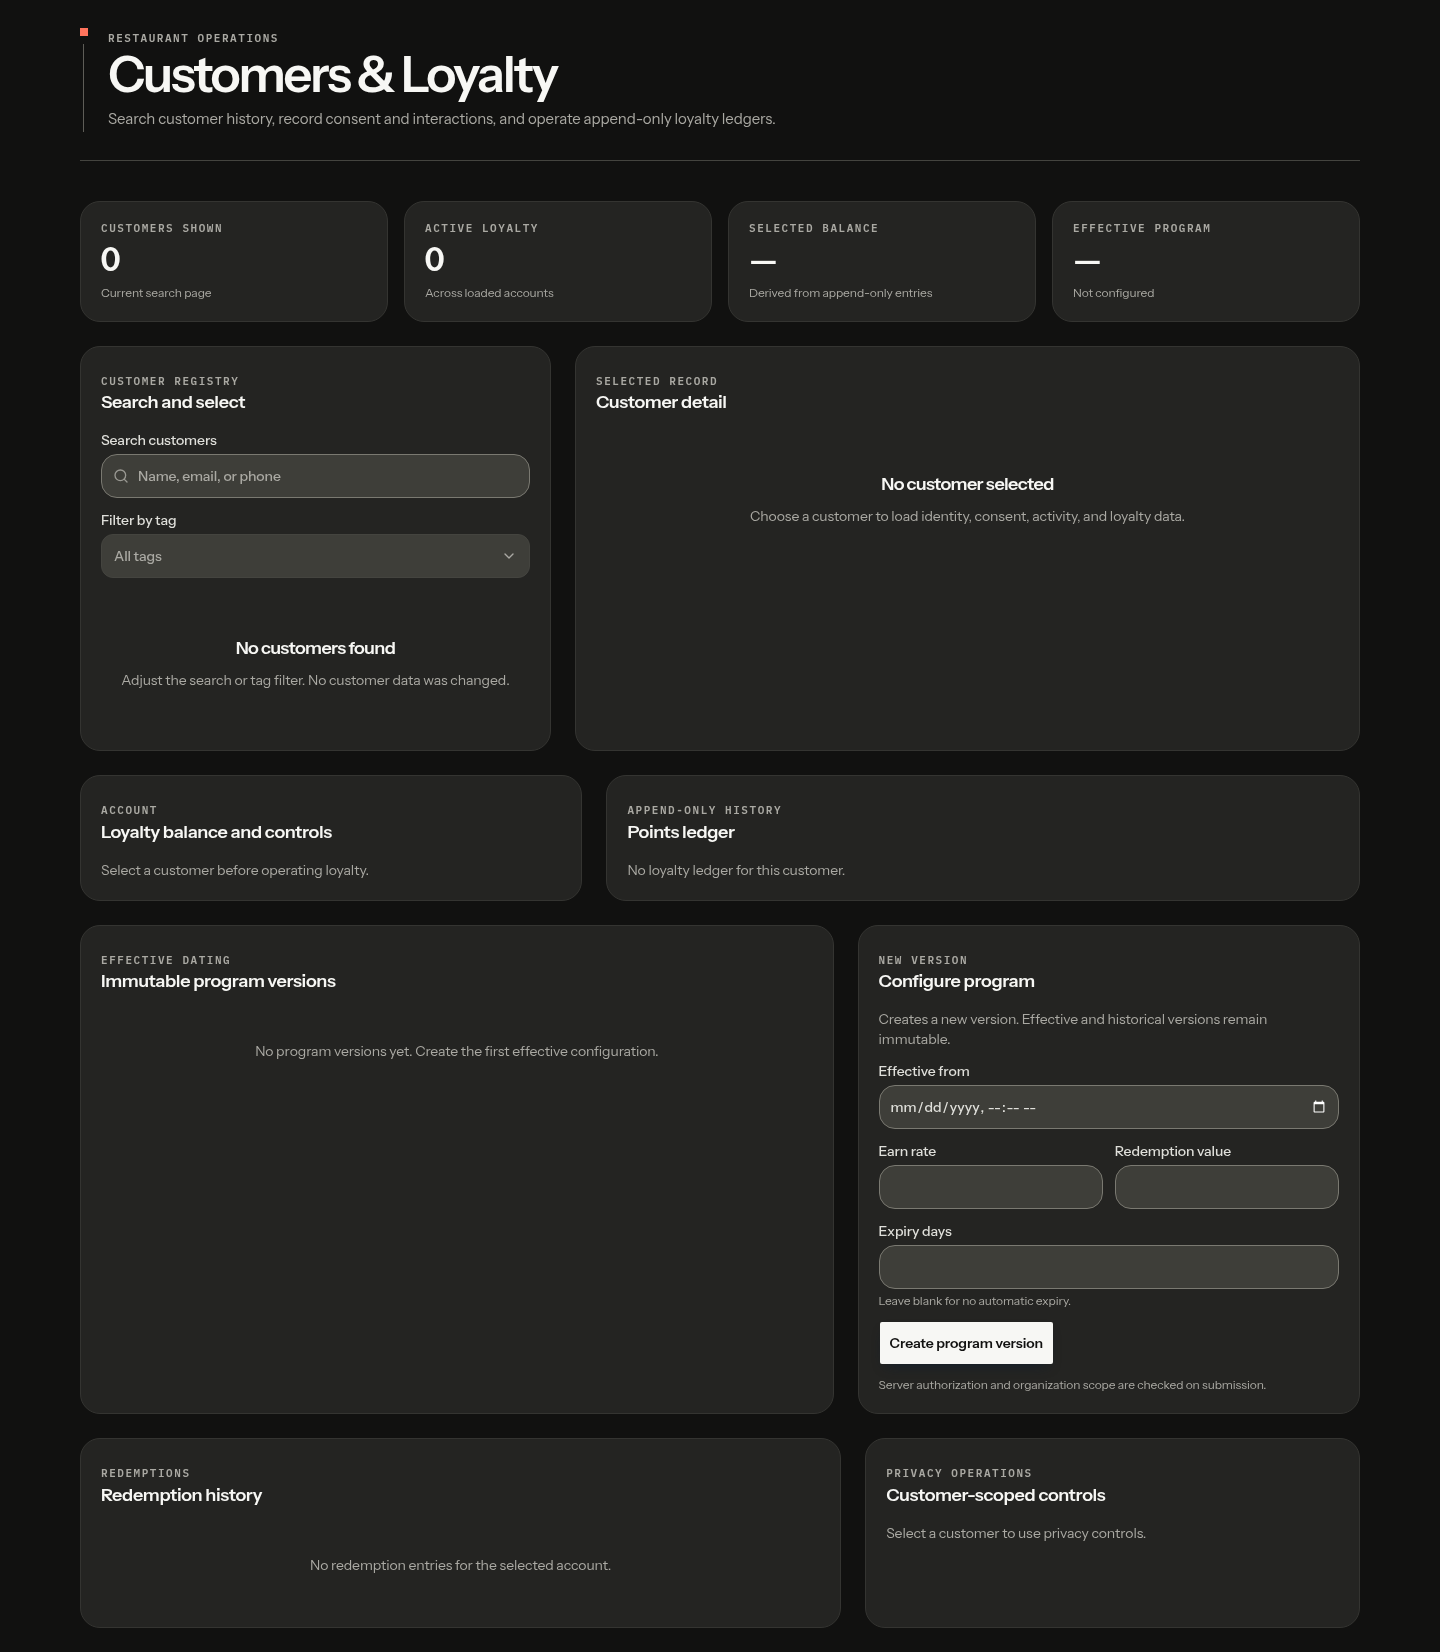 RESTAURANT OPERATIONS
Customers & Loyalty
Search customer history, record consent and interactions, and operate append-only loyalty ledgers.
CUSTOMERS SHOWN
0
Current search page
ACTIVE LOYALTY
0
Across loaded accounts
SELECTED BALANCE
—
Derived from append-only entries
EFFECTIVE PROGRAM
—
Not configured
CUSTOMER REGISTRY
Search and select
Search customers
Name, email, or phone
Filter by tag
All tags
No customers found
Adjust the search or tag filter. No customer data was changed.
SELECTED RECORD
Customer detail
No customer selected
Choose a customer to load identity, consent, activity, and loyalty data.
ACCOUNT
Loyalty balance and controls
Select a customer before operating loyalty.
APPEND-ONLY HISTORY
Points ledger
No loyalty ledger for this customer.
EFFECTIVE DATING
Immutable program versions
No program versions yet. Create the first effective configuration.
NEW VERSION
Configure program
Creates a new version. Effective and historical versions remain
immutable.
Effective from
mm/dd/yyyy, --:-- --
Earn rate
Redemption value
Expiry days
Leave blank for no automatic expiry.
Create program version
Server authorization and organization scope are checked on submission.
REDEMPTIONS
Redemption history
No redemption entries for the selected account.
PRIVACY OPERATIONS
Customer-scoped controls
Select a customer to use privacy controls.